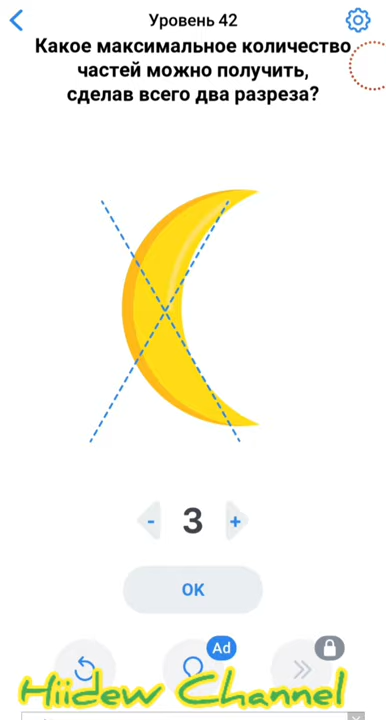 Уровень 42
Какое максимальное количество
частей можно получить,
сделав всего два разреза?
- 3 +
OK
Ad
Hiidew Channel